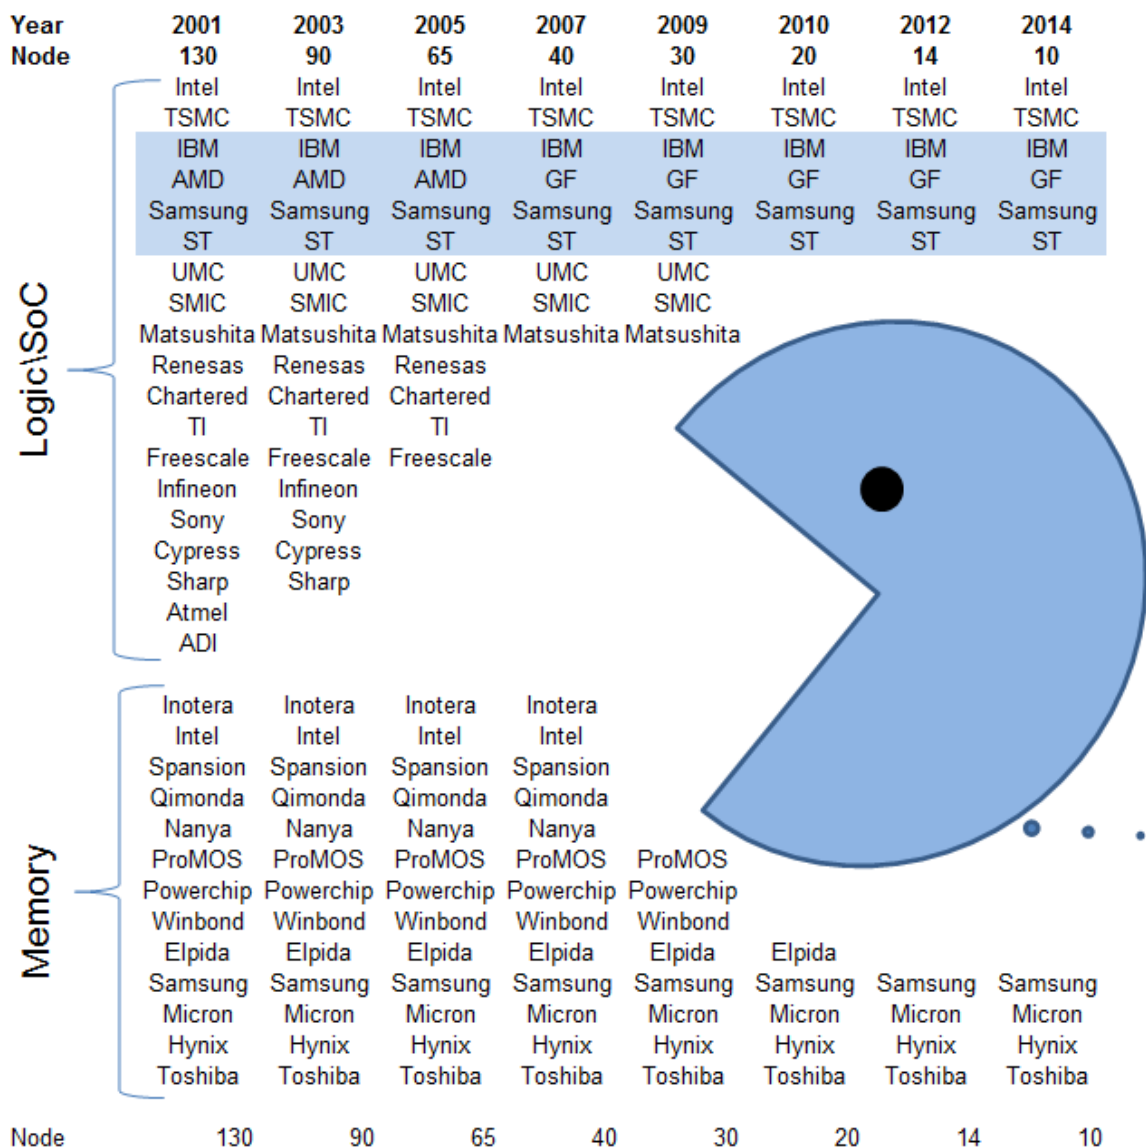 Year 2001 2003 2005 2007 2009 2010 2012 2014
Node 130 90 65 40 30 20 14 10
Intel Intel Intel Intel Intel Intel Intel Intel
TSMC TSMC TSMC TSMC TSMC TSMC TSMC TSMC
IBM IBM IBM IBM IBM IBM IBM IBM
AMD AMD AMD GF GF GF GF GF
Samsung Samsung Samsung Samsung Samsung Samsung Samsung Samsung
ST ST ST ST ST ST ST ST
UMC UMC UMC UMC UMC
SMIC SMIC SMIC SMIC SMIC
Matsushita Matsushita Matsushita Matsushita Matsushita
Renesas Renesas Renesas
Chartered Chartered Chartered
TI TI TI
Freescale Freescale Freescale
Infineon Infineon
Sony Sony
Cypress Cypress
Sharp Sharp
Atmel
ADI
Logic\SoC
Inotera Inotera Inotera Inotera
Intel Intel Intel Intel
Spansion Spansion Spansion Spansion
Qimonda Qimonda Qimonda Qimonda
Nanya Nanya Nanya Nanya
ProMOS ProMOS ProMOS ProMOS ProMOS
Powerchip Powerchip Powerchip Powerchip Powerchip
Winbond Winbond Winbond Winbond Winbond
Elpida Elpida Elpida Elpida Elpida Elpida
Samsung Samsung Samsung Samsung Samsung Samsung Samsung Samsung
Micron Micron Micron Micron Micron Micron Micron Micron
Hynix Hynix Hynix Hynix Hynix Hynix Hynix Hynix
Toshiba Toshiba Toshiba Toshiba Toshiba Toshiba Toshiba Toshiba
Memory
Node 130 90 65 40 30 20 14 10